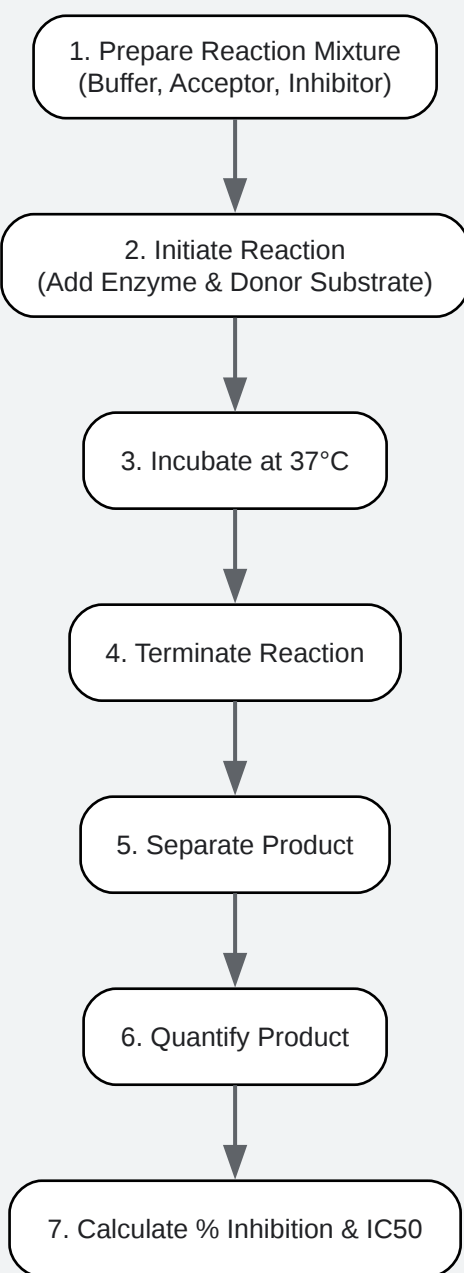 1. Prepare Reaction Mixture
(Buffer, Acceptor, Inhibitor)
2. Initiate Reaction
(Add Enzyme & Donor Substrate)
3. Incubate at 37°C
4. Terminate Reaction
5. Separate Product
6. Quantify Product
7. Calculate % Inhibition & IC50